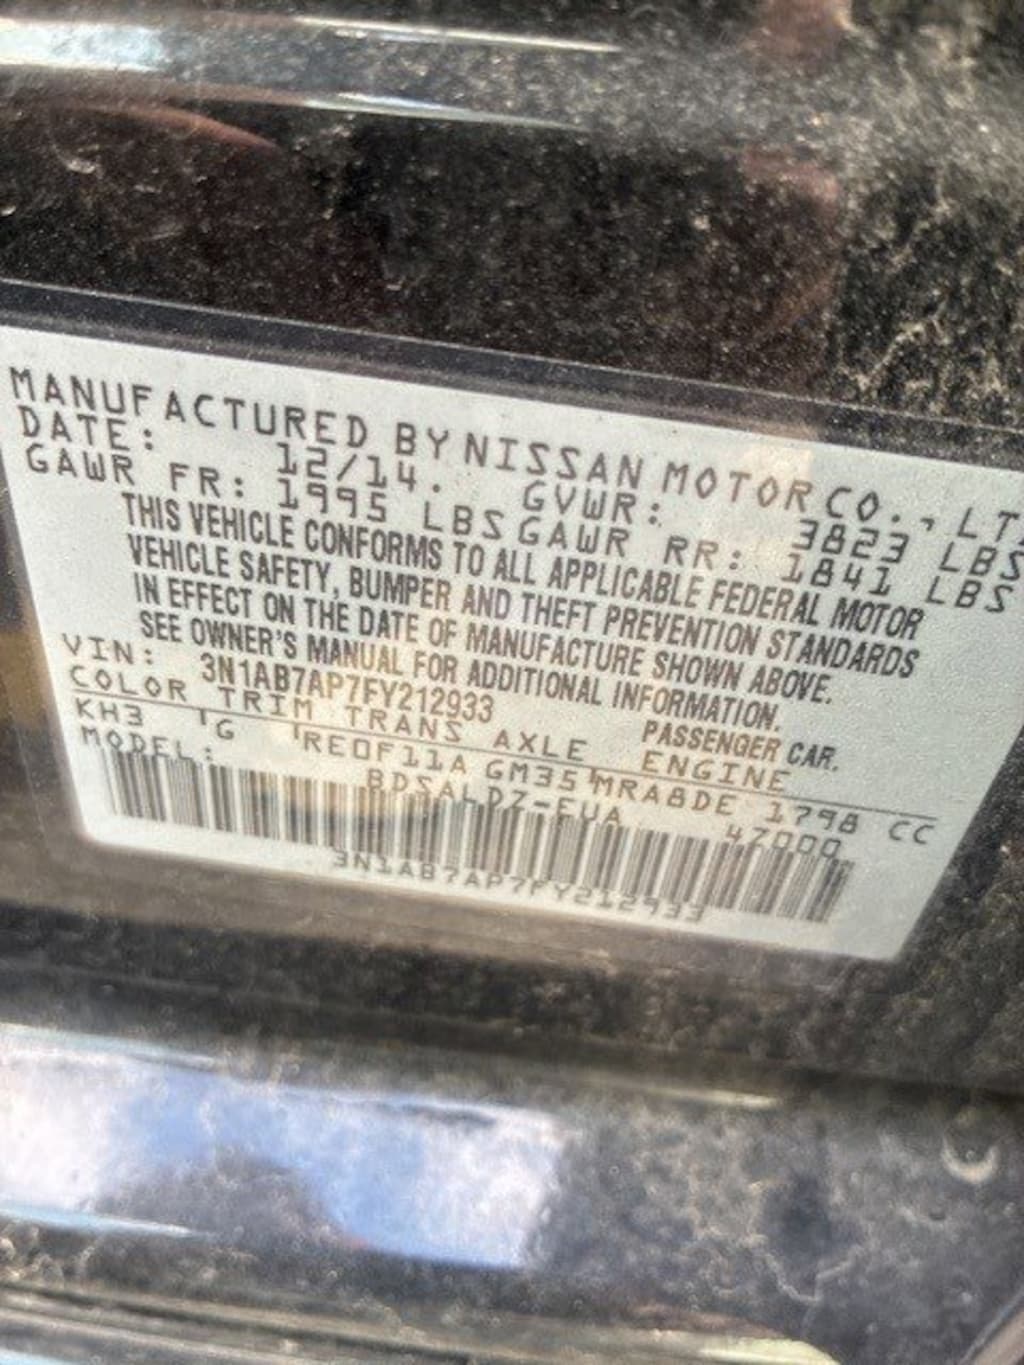 MANUFACTURED BY NISSAN MOTOR CO., LT
DATE: 12/14. GVWR: 3823 LBS
GAWR FR: 1995 LBS GAWR RR: 1841 LBS
THIS VEHICLE CONFORMS TO ALL APPLICABLE FEDERAL MOTOR
VEHICLE SAFETY, BUMPER AND THEFT PREVENTION STANDARDS
IN EFFECT ON THE DATE OF MANUFACTURE SHOWN ABOVE.
SEE OWNER'S MANUAL FOR ADDITIONAL INFORMATION.
VIN: 3N1AB7AP7FY212933 PASSENGER CAR.
COLOR TRIM TRANS AXLE ENGINE
KH3 G RE0F11A GM35 MRA8DE 1798 CC
MODEL: BDSALDZ-EUA 47000
3N1AB7AP7FY212933